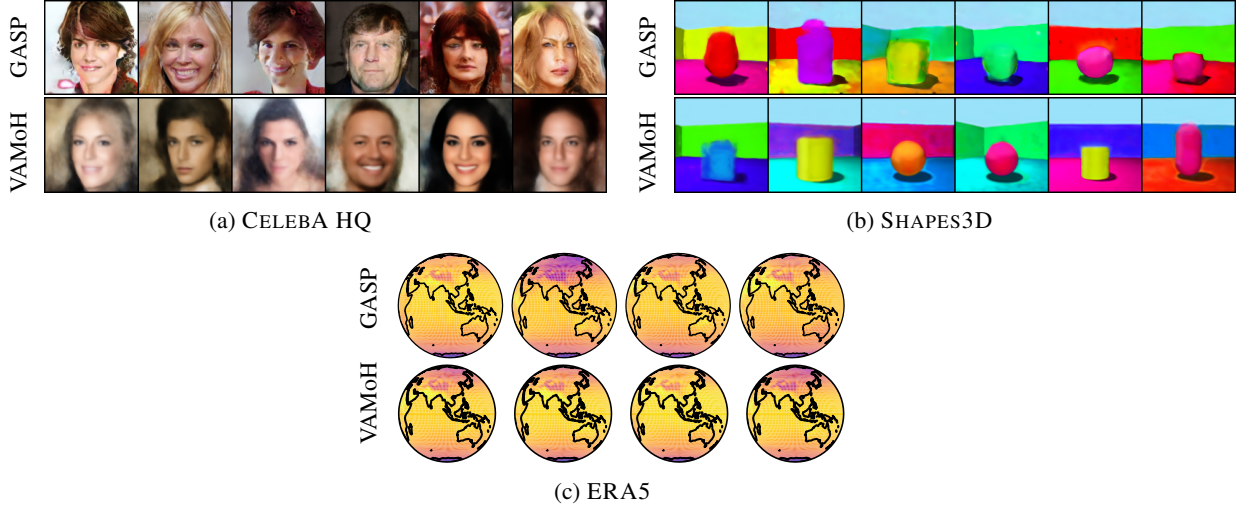 GASP
VAMoH
(a) CELEBA HQ
GASP
VAMoH
(b) SHAPES3D
GASP
VAMoH
(c) ERA5